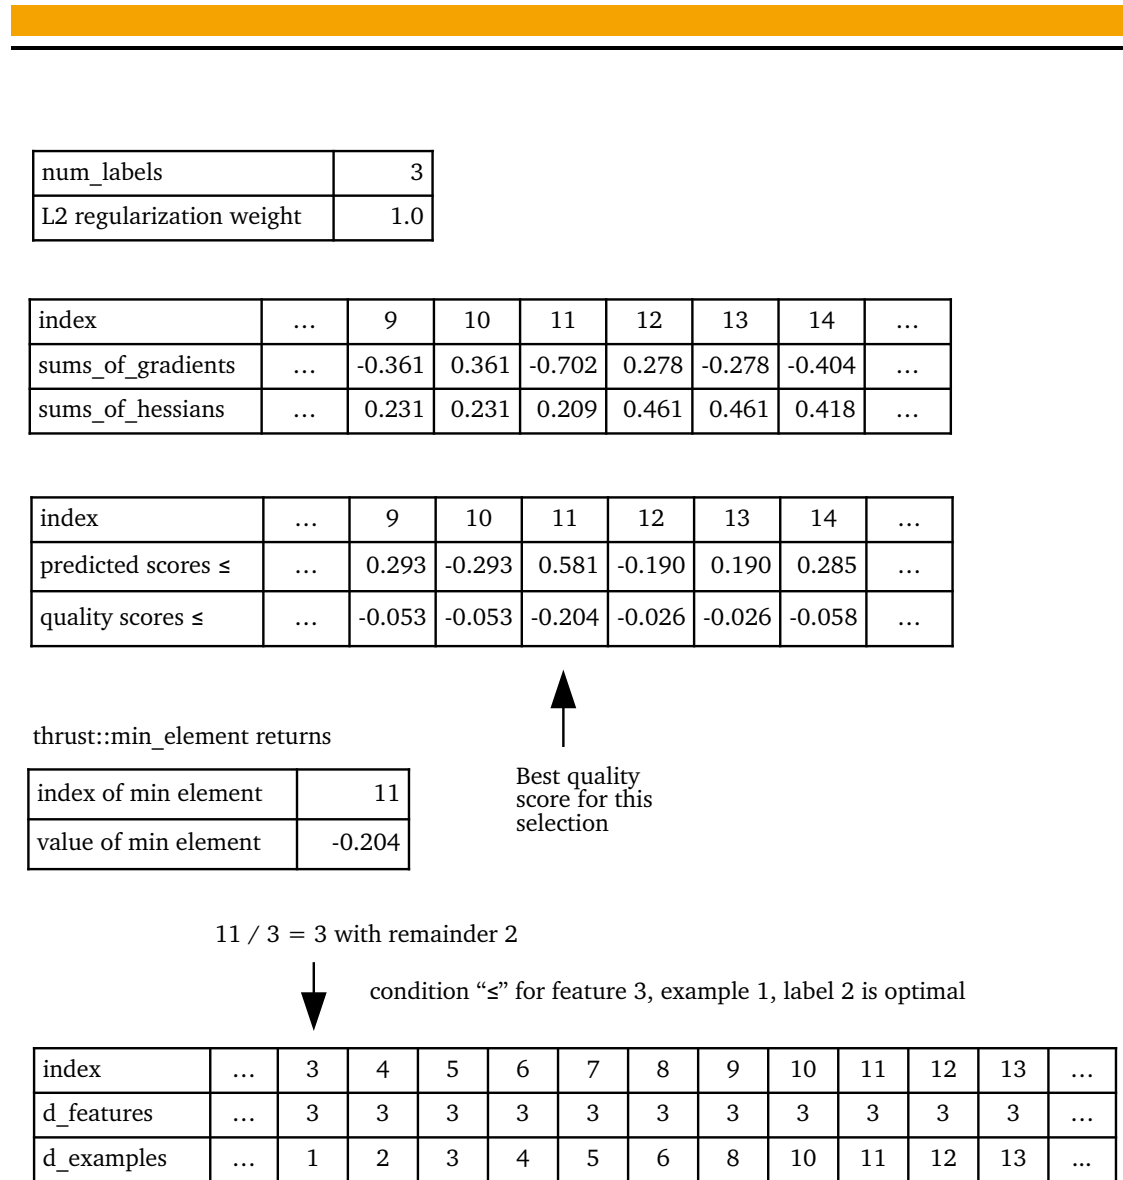 num_labels 3
L2 regularization weight 1.0
index … 9 10 11 12 13 14 …
sums_of_gradients … -0.361 0.361 -0.702 0.278 -0.278 -0.404 …
sums_of_hessians … 0.231 0.231 0.209 0.461 0.461 0.418 …
index … 9 10 11 12 13 14 …
predicted scores ≤ … 0.293 -0.293 0.581 -0.190 0.190 0.285 …
quality scores ≤ … -0.053 -0.053 -0.204 -0.026 -0.026 -0.058 …
thrust::min_element returns
index of min element 11
value of min element -0.204
Best quality
score for this
selection
11 / 3 = 3 with remainder 2
condition “≤” for feature 3, example 1, label 2 is optimal
index … 3 4 5 6 7 8 9 10 11 12 13 …
d_features … 3 3 3 3 3 3 3 3 3 3 3 …
d_examples … 1 2 3 4 5 6 8 10 11 12 13 ...